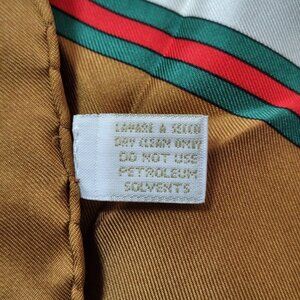 LAVARE A SECCO
DRY CLEAN ONLY
DO NOT USE
PETROLEUM
SOLVENTS